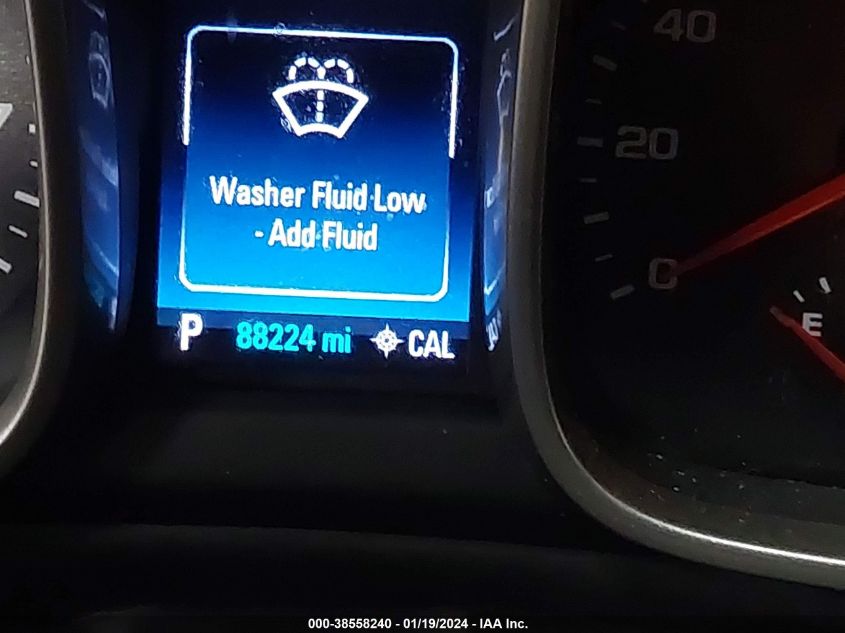 Washer Fluid Low
- Add Fluid
P 88224 mi CAL
40
20
0
E
000-38558240 - 01/19/2024 - IAA Inc.